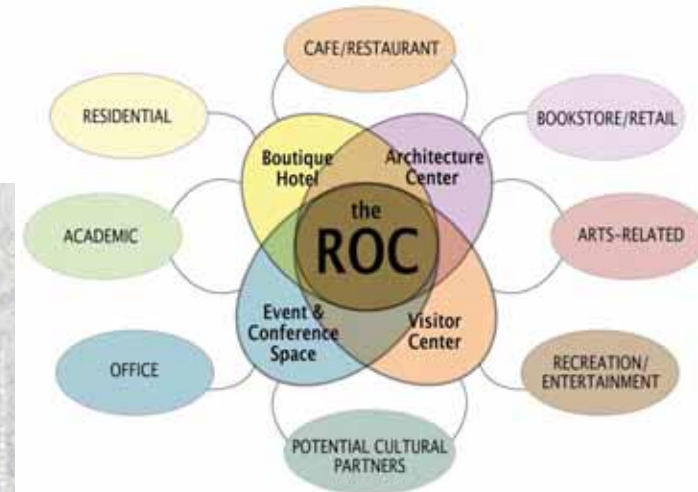 CAFE/RESTAURANT
RESIDENTIAL
BOOKSTORE/RETAIL
Boutique
Hotel
Architecture
Center
the
ROC
ACADEMIC
ARTS-RELATED
Event &
Conference
Space
Visitor
Center
OFFICE
RECREATION/
ENTERTAINMENT
POTENTIAL CULTURAL
PARTNERS